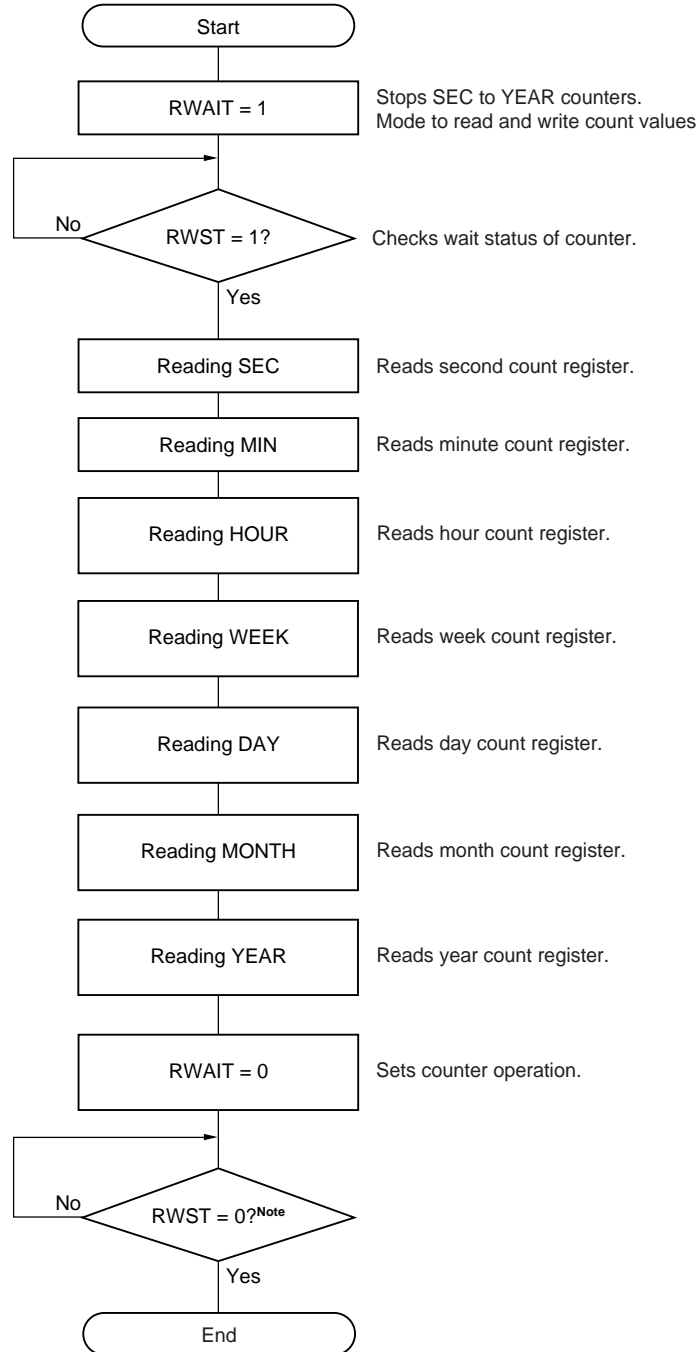 Start
RWAIT = 1
Stops SEC to YEAR counters.
Mode to read and write count values
No
RWST = 1?
Checks wait status of counter.
Yes
Reading SEC
Reads second count register.
Reading MIN
Reads minute count register.
Reading HOUR
Reads hour count register.
Reading WEEK
Reads week count register.
Reading DAY
Reads day count register.
Reading MONTH
Reads month count register.
Reading YEAR
Reads year count register.
RWAIT = 0
Sets counter operation.
No
RWST = 0?Note
Yes
End